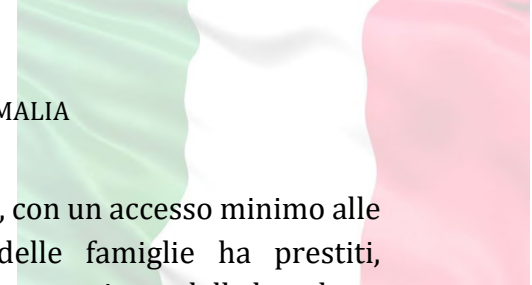 MALIA
, con un accesso minimo alle
delle famiglie ha prestiti,